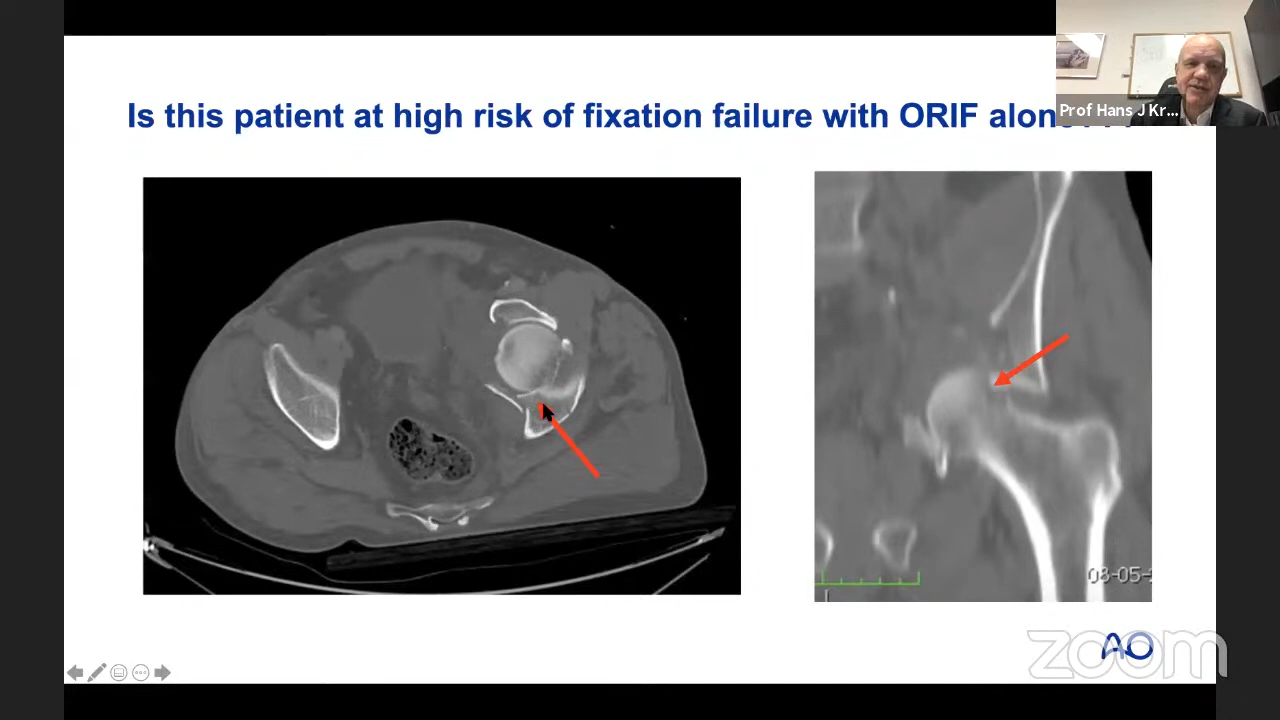 Is this patient at high risk of fixation failure with ORIF alon
Prof Hans J Kr...
08-05-
AO
zoom